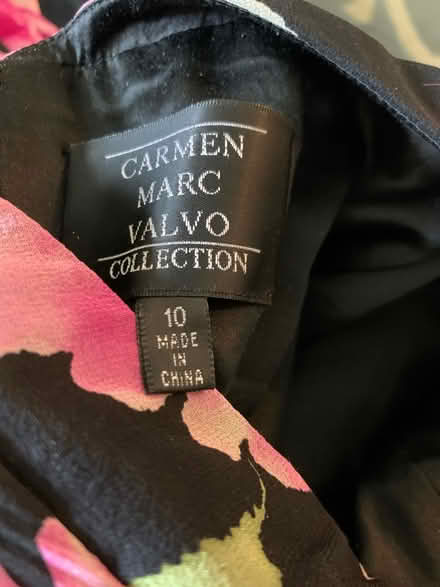 CARMEN
MARC
VALVO
COLLECTION
10
MADE
IN
CHINA